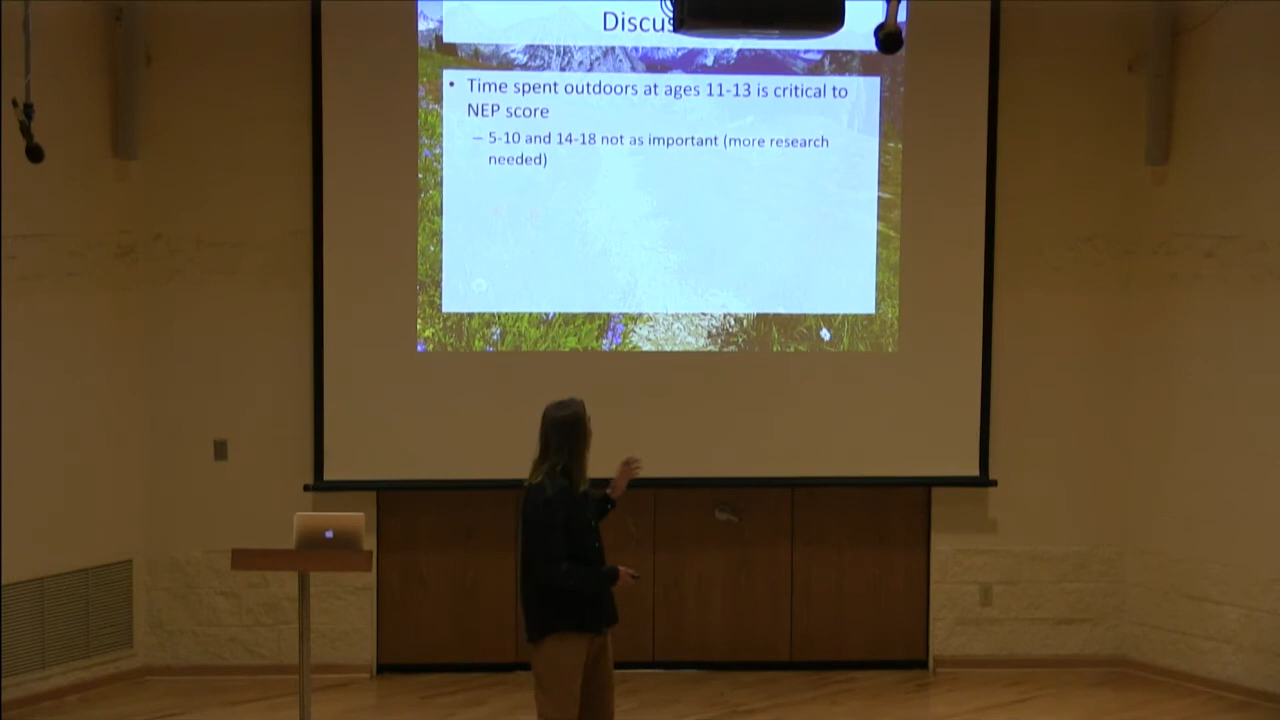 Discus
• Time spent outdoors at ages 11-13 is critical to
NEP score
– 5-10 and 14-18 not as important (more research
needed)